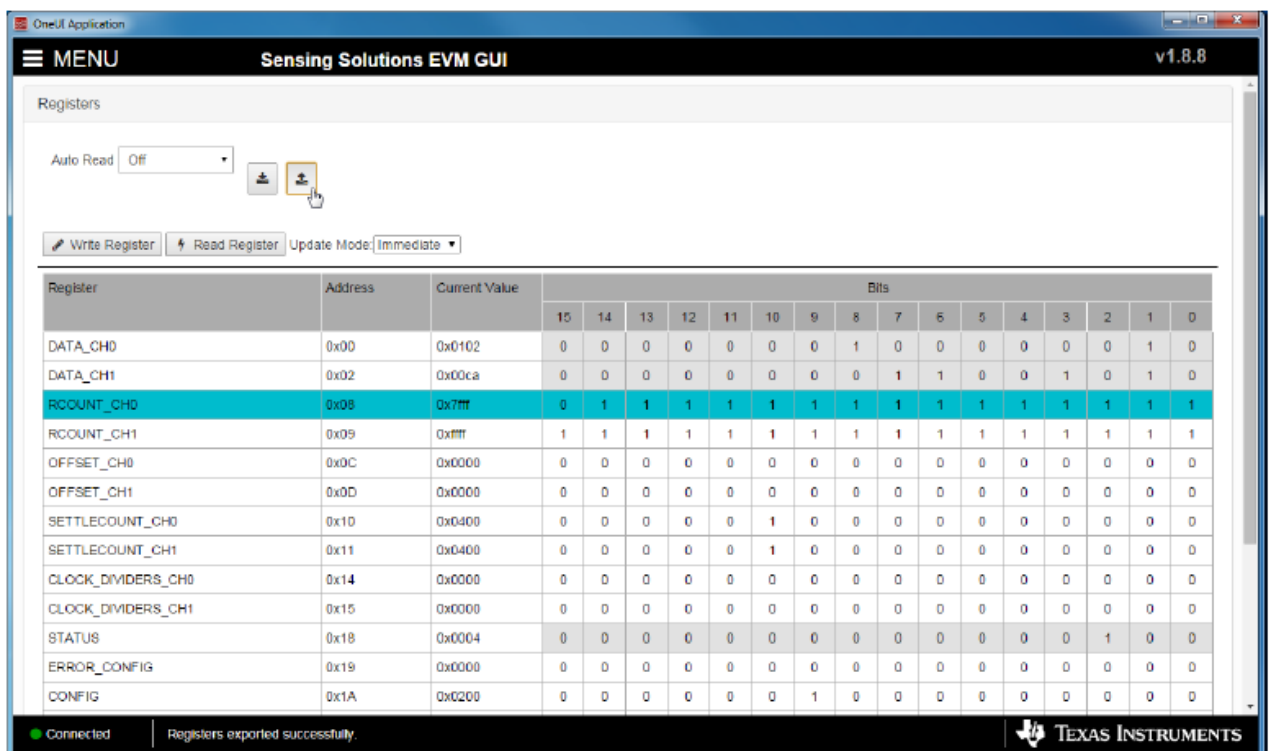 OneUI Application
MENU Sensing Solutions EVM GUI v1.8.8
Registers
Auto Read Off
Write Register Read Register Update Mode: Immediate
Register Address Current Value Bits
15 14 13 12 11 10 9 8 7 6 5 4 3 2 1 0
DATA_CH0 0x00 0x0102 0 0 0 0 0 0 0 1 0 0 0 0 0 0 1 0
DATA_CH1 0x02 0x00ca 0 0 0 0 0 0 0 0 1 1 0 0 1 0 1 0
RCOUNT_CH0 0x08 0x7fff 0 1 1 1 1 1 1 1 1 1 1 1 1 1 1 1
RCOUNT_CH1 0x09 0xffff 1 1 1 1 1 1 1 1 1 1 1 1 1 1 1 1
OFFSET_CH0 0x0C 0x0000 0 0 0 0 0 0 0 0 0 0 0 0 0 0 0 0
OFFSET_CH1 0x0D 0x0000 0 0 0 0 0 0 0 0 0 0 0 0 0 0 0 0
SETTLECOUNT_CH0 0x10 0x0400 0 0 0 0 0 1 0 0 0 0 0 0 0 0 0 0
SETTLECOUNT_CH1 0x11 0x0400 0 0 0 0 0 1 0 0 0 0 0 0 0 0 0 0
CLOCK_DIVIDERS_CH0 0x14 0x0000 0 0 0 0 0 0 0 0 0 0 0 0 0 0 0 0
CLOCK_DIVIDERS_CH1 0x15 0x0000 0 0 0 0 0 0 0 0 0 0 0 0 0 0 0 0
STATUS 0x18 0x0004 0 0 0 0 0 0 0 0 0 0 0 0 0 1 0 0
ERROR_CONFIG 0x19 0x0000 0 0 0 0 0 0 0 0 0 0 0 0 0 0 0 0
CONFIG 0x1A 0x0200 0 0 0 0 0 0 1 0 0 0 0 0 0 0 0 0
Connected Registers exported successfully. TEXAS INSTRUMENTS